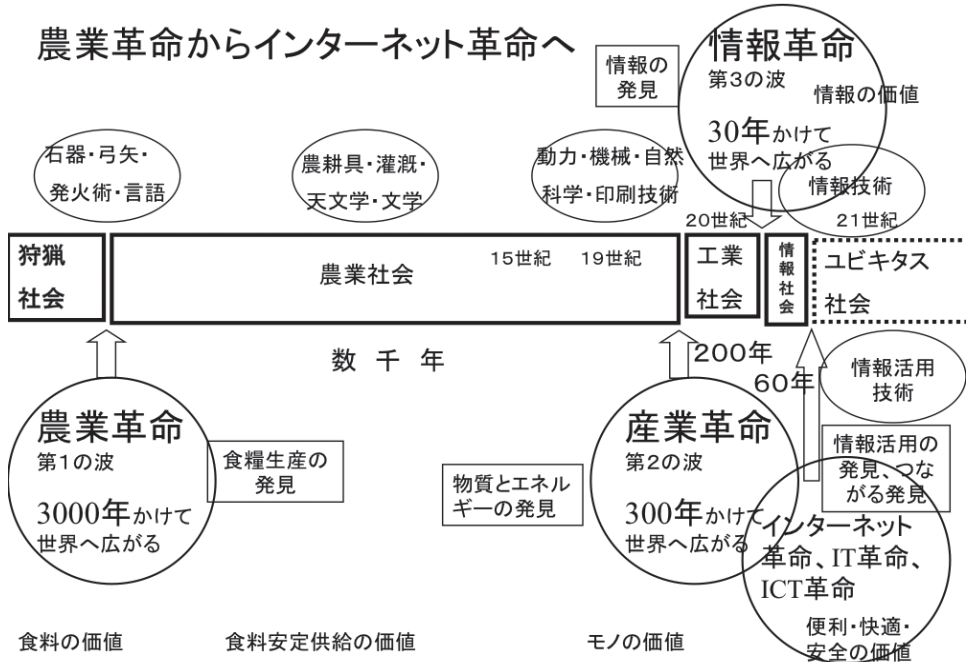 農業革命からインターネット革命へ
情報の
発見
情報革命
第3の波
情報の価値
30年かけて
世界へ広がる
石器・弓矢・
発火術・言語
農耕具・灌漑・
天文学・文学
動力・機械・自然
科学・印刷技術
情報技術
20世紀
21世紀
狩猟
社会
農業社会
15世紀
19世紀
工業
社会
情報社会
ユビキタス
社会
数千年
200年
60年
情報活用
技術
農業革命
第1の波
3000年かけて
世界へ広がる
食糧生産の
発見
物質とエネル
ギーの発見
産業革命
第2の波
300年かけて
世界へ広がる
情報活用の
発見、つな
がる発見
インターネット
革命、IT革命、
ICT革命
便利・快適・
安全の価値
食料の価値
食料安定供給の価値
モノの価値